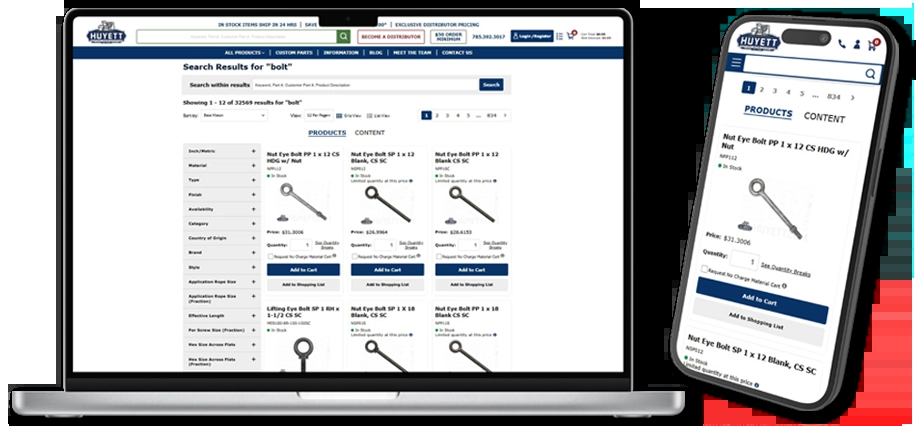 IN STOCK ITEMS SHIP IN 24 HRS | SAVE
EXCLUSIVE DISTRIBUTOR PRICING
HUYETT
BECOME A DISTRIBUTOR
$50 ORDER MINIMUM
785.392.3017
Login/Register
ALL PRODUCTS | CUSTOM PARTS | INFORMATION | BLOG | MEET THE TEAM | CONTACT US
Search Results for "bolt"
Search within results
Keyword, Part #, Customer Part #, Product Description
Search
Showing 1 - 12 of 32569 results for "bolt"
Sort by:
View
12 Per Page
Grid View
List View
1 2 3 4 5 ... 834
PRODUCTS CONTENT
Inch/Metric +
Material +
Type +
Finish +
Availability +
Category +
Country of Origin +
Brand +
Style +
Application Rope Size +
Application Rope Size (Fraction) +
Effective Length +
For Screw Size (Fraction) +
Hex Size Across Flats +
Hex Size Across Flats (Fraction) +
Nut Eye Bolt PP 1 x 12 CS HDG w/ Nut
NPP112
In Stock
Price: $31.3006
Quantity: 1 See Quantity Breaks
Request No Charge Material Cert
Add to Cart
Add to Shopping List
Nut Eye Bolt SP 1 x 12 Blank, CS SC
NSP112
In Stock
Limited quantity at this price
Price: $26.9964
Quantity: 1 See Quantity Breaks
Request No Charge Material Cert
Add to Cart
Add to Shopping List
Nut Eye Bolt PP 1 x 12 Blank CS SC
In Stock
Limited quantity at this price
Price: $28.6153
Quantity: 1 See Quantity Breaks
Request No Charge Material Cert
Add to Cart
Add to Shopping List
Lifting Eye Bolt SP 1 RH x 1-1/2 CS SC
In Stock
Nut Eye Bolt SP 1 X 18 Blank, CS SC
In Stock
Limited quantity at this price
Nut Eye Bolt PP 1 x 18 Blank CS SC
In Stock
Limited quantity at this price
HUYETT
0
1 2 3 4 5 ... 834
PRODUCTS CONTENT
Nut Eye Bolt PP 1 x 12 CS HDG w/
Nut
NPP112
In Stock
Price: $31.3006
Quantity:
1 See Quantity Breaks
Request No Charge Material Cert
Add to Cart
Add to Shopping List
Nut Eye Bolt SP 1 x 12 Blank, CS SC
NSP112
In Stock
Limited quantity at this price